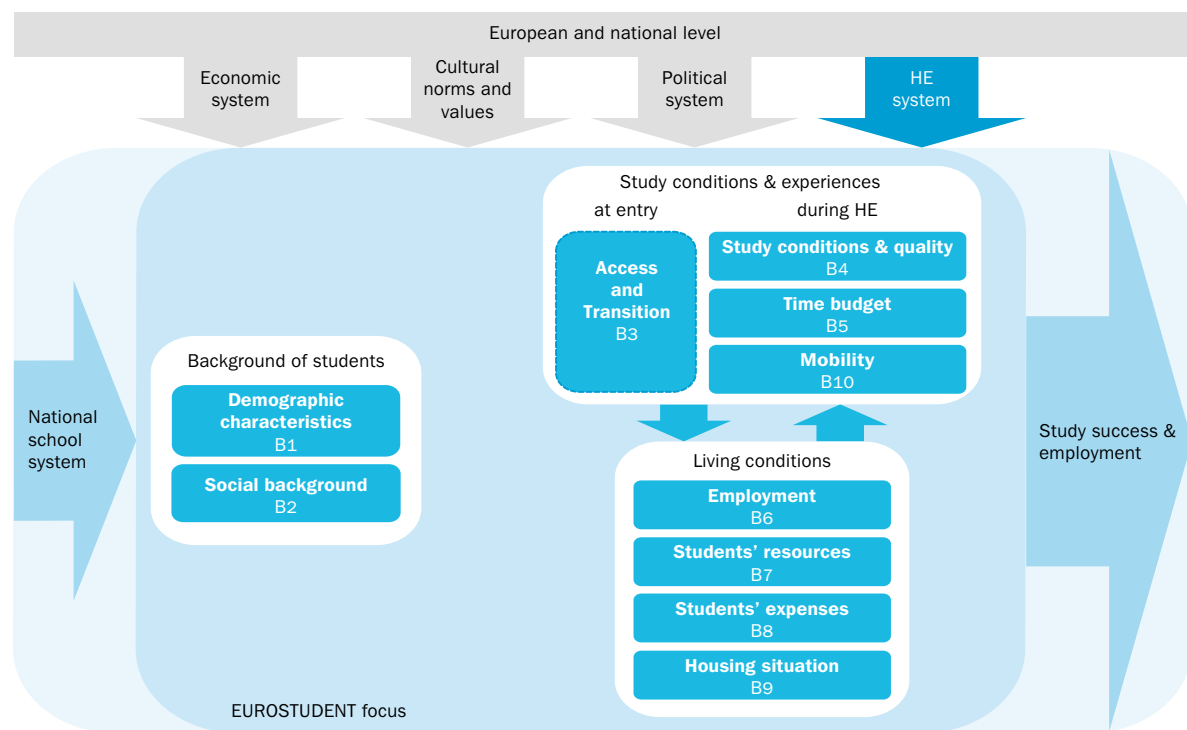 European and national level
Economic
system
Cultural
norms and
values
Political
system
HE
system
Study conditions & experiences
at entry
during HE
Access
and
Transition
B3
Study conditions & quality
B4
Time budget
B5
Mobility
B10
Background of students
Demographic
characteristics
B1
Social background
B2
National
school
system
Study success &
employment
Living conditions
Employment
B6
Students’ resources
B7
Students’ expenses
B8
Housing situation
B9
EUROSTUDENT focus